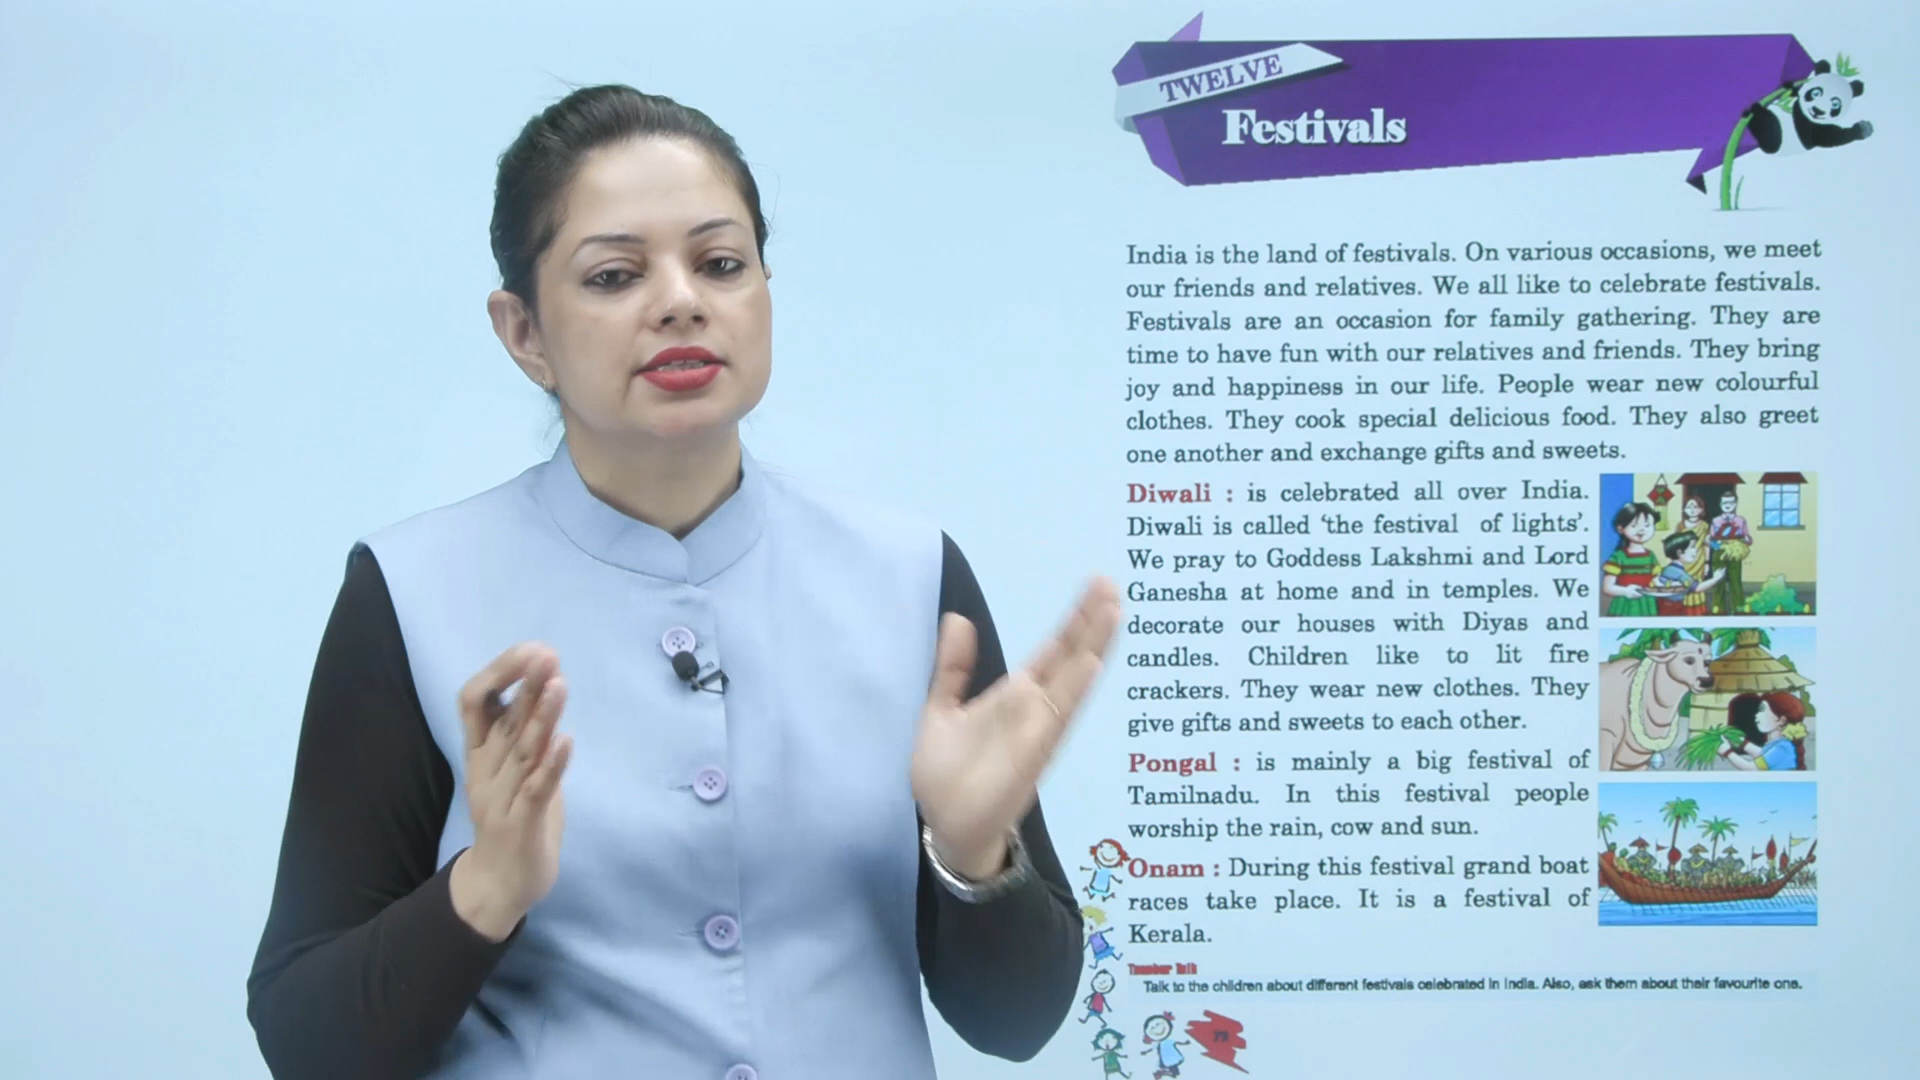 TWELVE
Festivals
India is the land of festivals. On various occasions, we meet
our friends and relatives. We all like to celebrate festivals.
Festivals are an occasion for family gathering. They are
time to have fun with our relatives and friends. They bring
joy and happiness in our life. People wear new colourful
clothes. They cook special delicious food. They also greet
one another and exchange gifts and sweets.
Diwali : is celebrated all over India.
Diwali is called ‘the festival of lights’.
We pray to Goddess Lakshmi and Lord
Ganesha at home and in temples. We
decorate our houses with Diyas and
candles. Children like to lit fire
crackers. They wear new clothes. They
give gifts and sweets to each other.
Pongal : is mainly a big festival of
Tamilnadu. In this festival people
worship the rain, cow and sun.
Onam : During this festival grand boat
races take place. It is a festival of
Kerala.
Teacher Talk
Talk to the children about different festivals celebrated in India. Also, ask them about their favourite one.